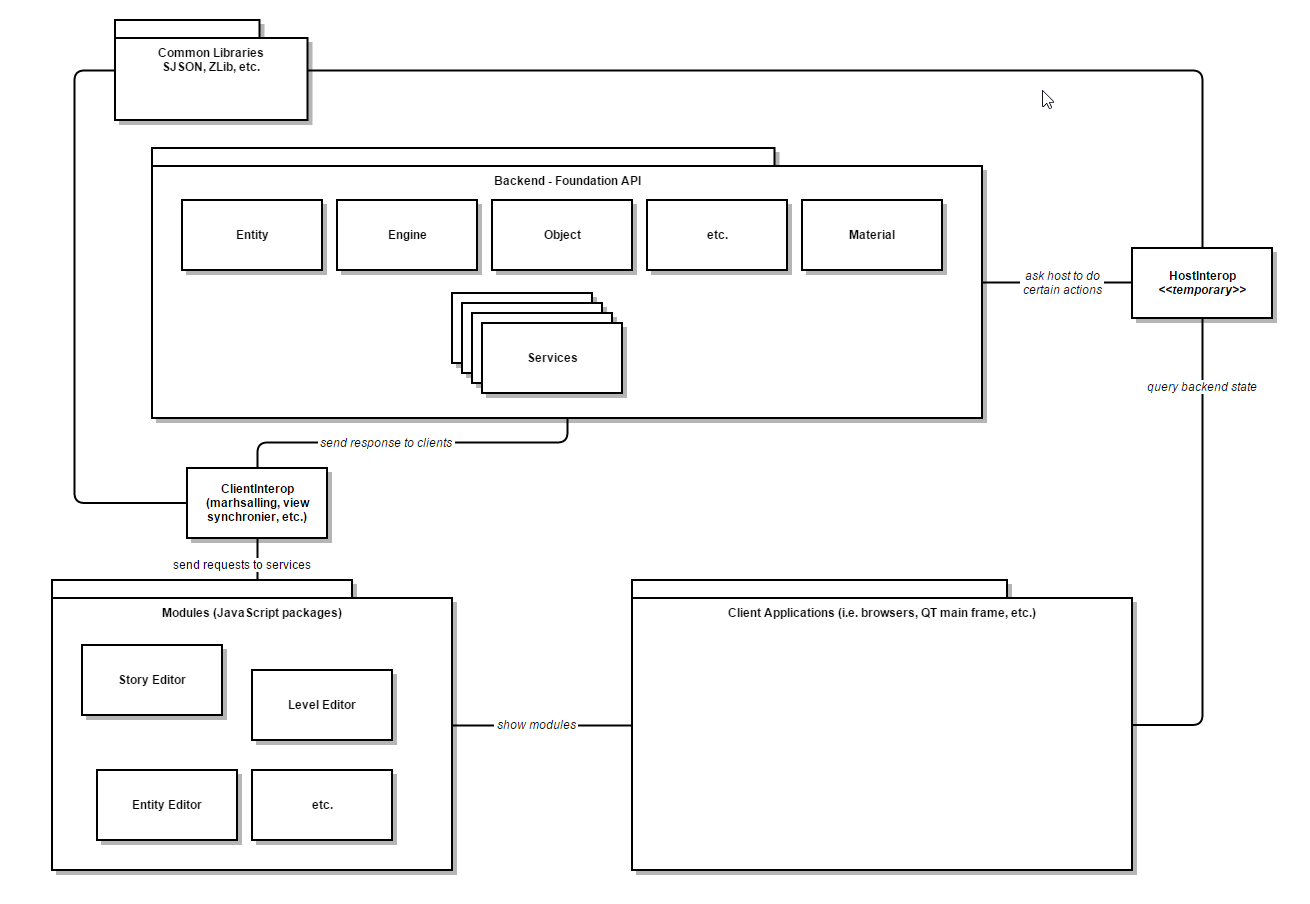 Common Libraries
SJSON, ZLib, etc.
Backend - Foundation API
Entity
Engine
Object
etc.
Material
Services
ask host to do
certain actions
HostInterop
<<temporary>>
query backend state
send response to clients
ClientInterop
(marhsalling, view
synchronier, etc.)
send requests to services
Modules (JavaScript packages)
Story Editor
Level Editor
Entity Editor
etc.
show modules
Client Applications (i.e. browsers, QT main frame, etc.)